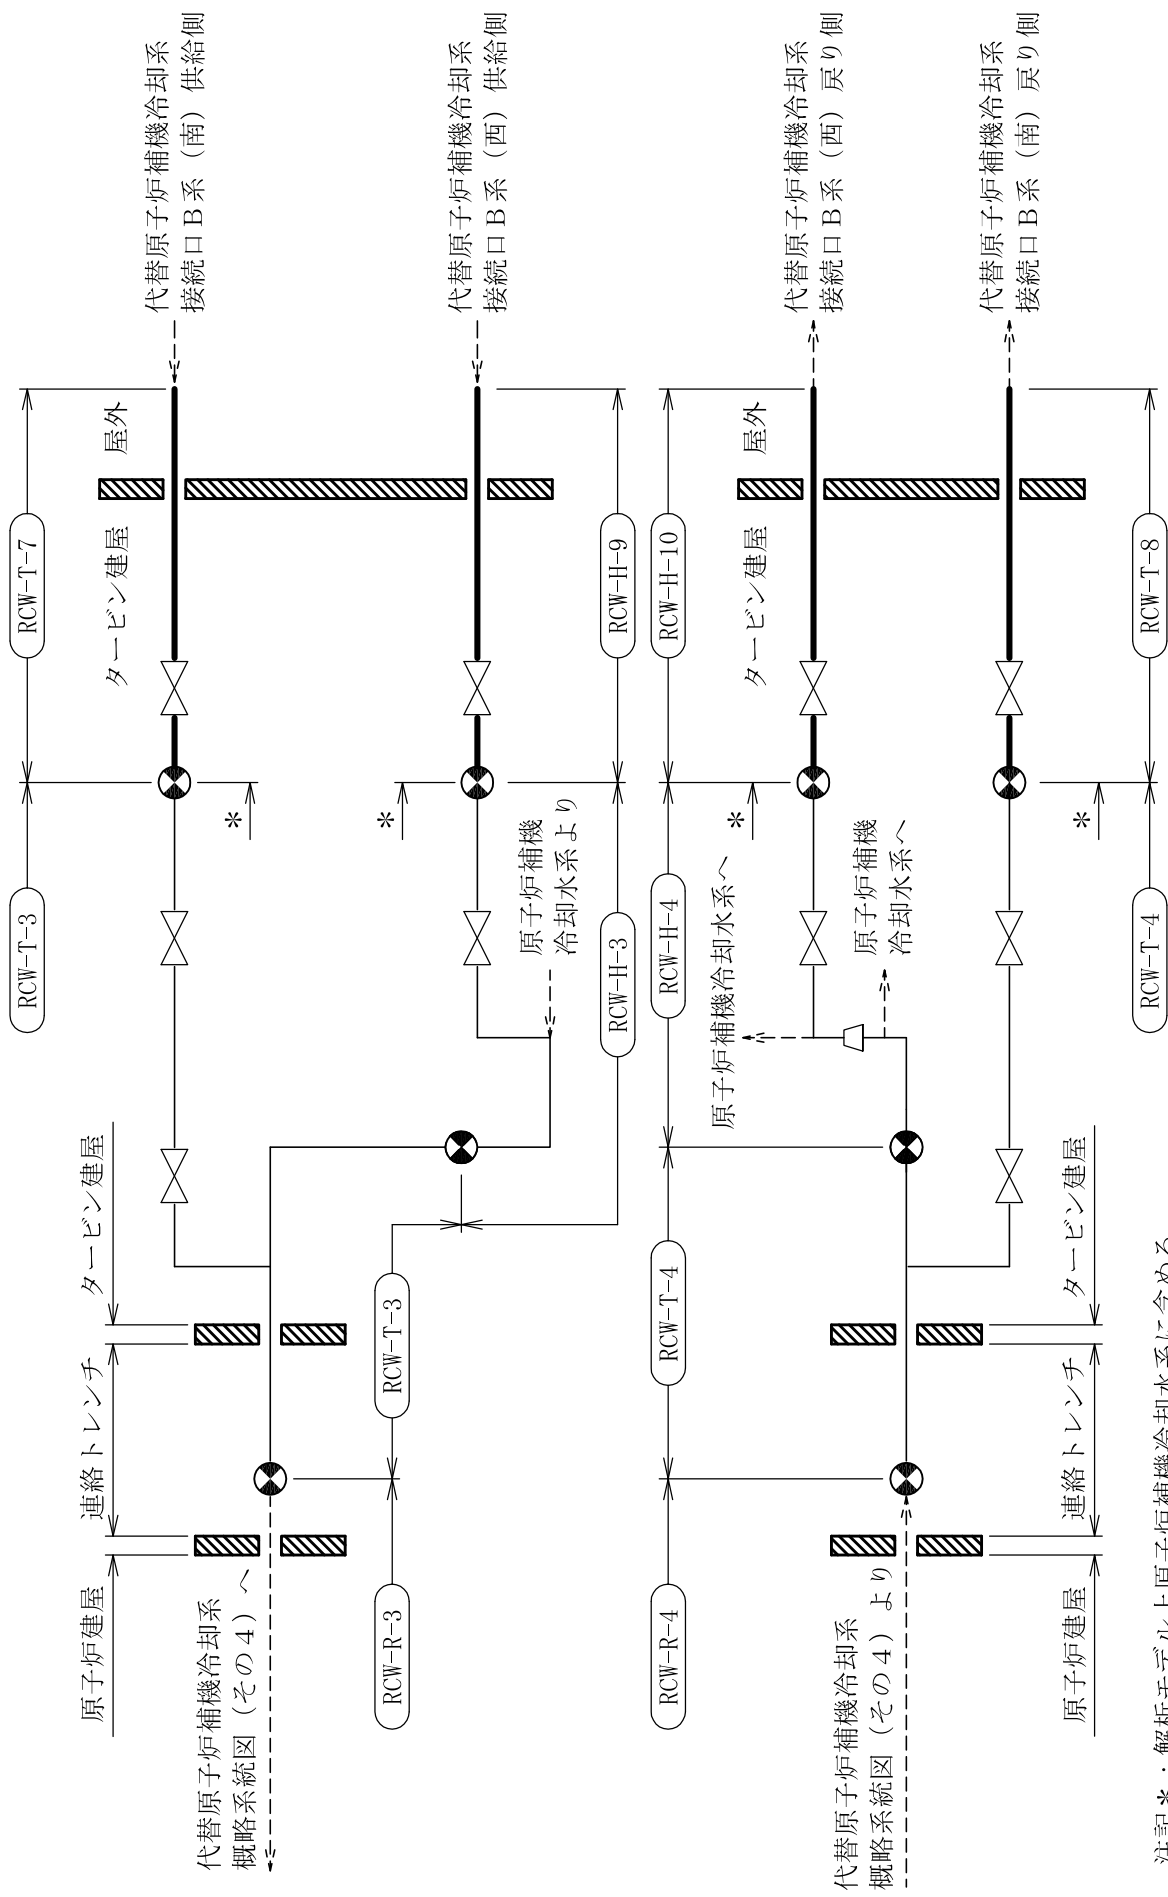 代替原子炉補機冷却系
接続口B系（南）供給側
代替原子炉補機冷却系
接続口B系（西）供給側
代替原子炉補機冷却系
接続口B系（西）戻り側
代替原子炉補機冷却系
接続口B系（南）戻り側
屋外
タービン建屋
屋外
タービン建屋
RCW-T-7
RCW-H-9
RCW-H-10
RCW-T-8
*
*
*
*
RCW-T-3
原子炉補機
冷却水系より
RCW-H-3
RCW-H-4
原子炉補機冷却水系へ
原子炉補機
冷却水系へ
RCW-T-4
タービン建屋
連絡トレンチ
原子炉建屋
RCW-T-3
RCW-R-3
RCW-T-4
RCW-R-4
タービン建屋
連絡トレンチ
原子炉建屋
代替原子炉補機冷却系
概略系統図（その4）へ
代替原子炉補機冷却系
概略系統図（その4）より
注記*：解析モデル上原子炉補機冷却水系に含める